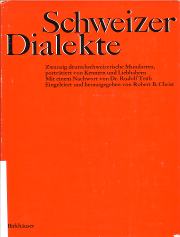 Schweizer
Dialekte
Zwanzig deutschschweizerische Mundarten,
porträtiert von Kennern und Liebhabern
Mit einem Nachwort von Dr. Rudolf Trüb
Eingeleitet und herausgegeben von Robert B. Christ
Birkhäuser